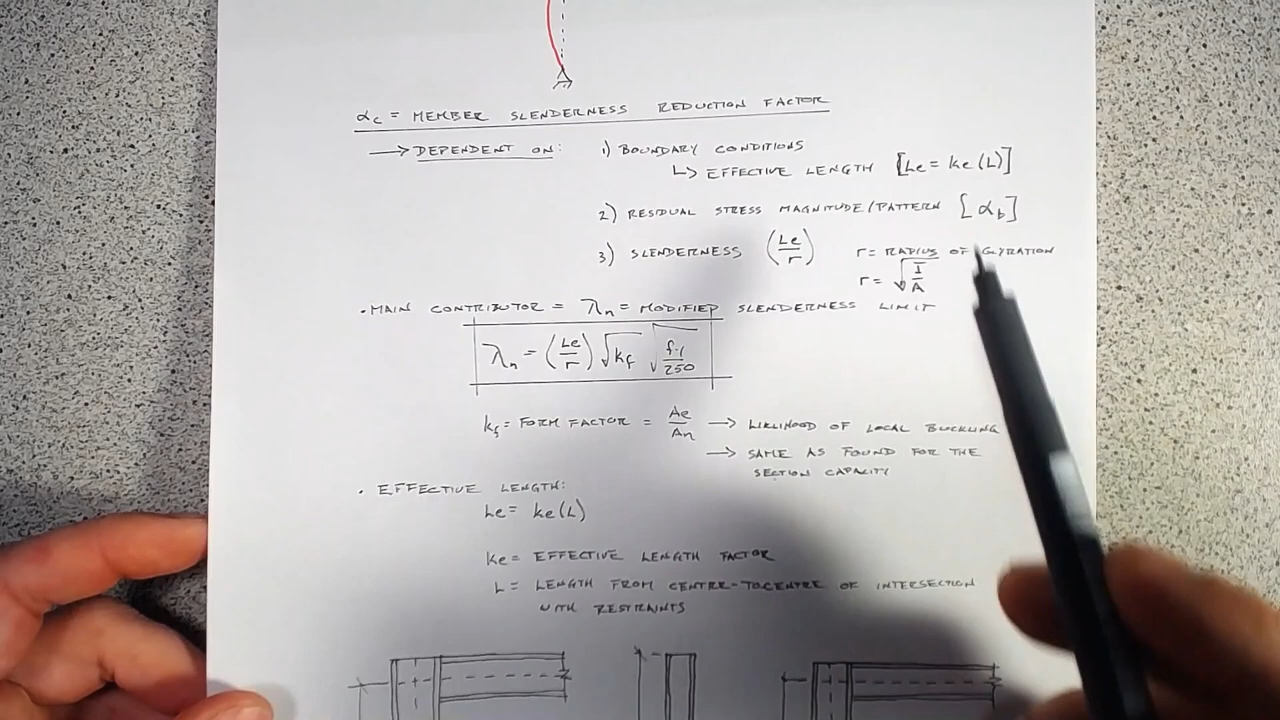 αc = MEMBER SLENDERNESS REDUCTION FACTOR
→ DEPENDENT ON: 1) BOUNDARY CONDITIONS
↳ EFFECTIVE LENGTH [Le = ke(L)]
2) RESIDUAL STRESS MAGNITUDE/PATTERN [αb]
3) SLENDERNESS (Le/r) r = RADIUS OF GYRATION
r = √(I/A)
• MAIN CONTRIBUTOR = λn = MODIFIED SLENDERNESS LIMIT
λn = (Le/r) √kf √(fy/250)
kf = FORM FACTOR = Ae/An → LIKLIHOOD OF LOCAL BUCKLING
→ SAME AS FOUND FOR THE
SECTION CAPACITY
• EFFECTIVE LENGTH:
Le = ke(L)
ke = EFFECTIVE LENGTH FACTOR
L = LENGTH FROM CENTRE-TOCENTRE OF INTERSECTION
WITH RESTRAINTS